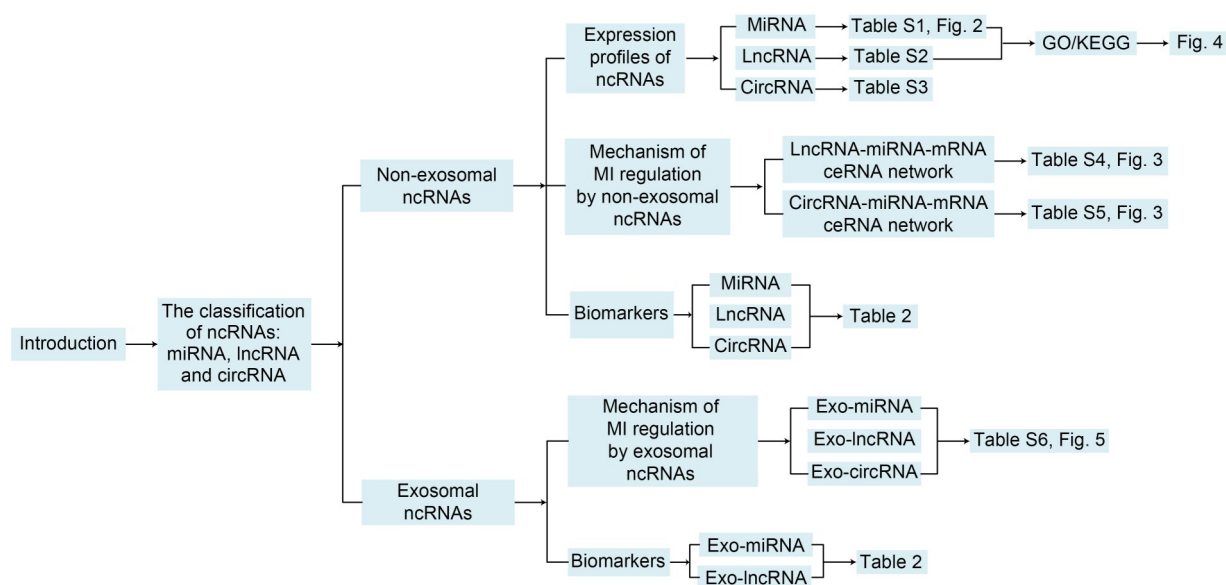 Introduction
The classification
of ncRNAs:
miRNA, lncRNA
and circRNA
Non-exosomal
ncRNAs
Expression
profiles of
ncRNAs
MiRNA
Table S1, Fig. 2
LncRNA
Table S2
CircRNA
Table S3
GO/KEGG
Fig. 4
Mechanism of
MI regulation
by non-exosomal
ncRNAs
LncRNA-miRNA-mRNA
ceRNA network
Table S4, Fig. 3
CircRNA-miRNA-mRNA
ceRNA network
Table S5, Fig. 3
Biomarkers
MiRNA
LncRNA
CircRNA
Table 2
Exosomal
ncRNAs
Mechanism of
MI regulation
by exosomal
ncRNAs
Exo-miRNA
Exo-lncRNA
Exo-circRNA
Table S6, Fig. 5
Biomarkers
Exo-miRNA
Exo-lncRNA
Table 2